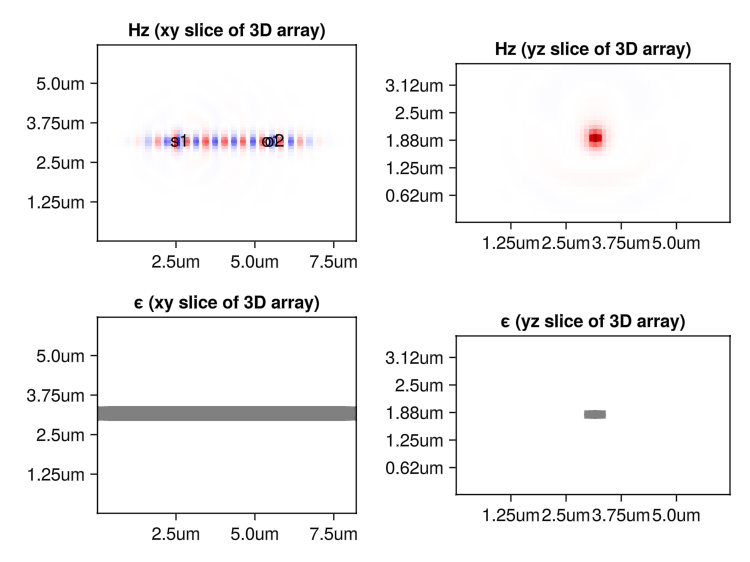 Hz (xy slice of 3D array)
5.0um
3.75um
2.5um
1.25um
s1
o2
2.5um 5.0um 7.5um
Hz (yz slice of 3D array)
3.12um
2.5um
1.88um
1.25um
0.62um
1.25um 2.5um 3.75um 5.0um
ϵ (xy slice of 3D array)
5.0um
3.75um
2.5um
1.25um
2.5um 5.0um 7.5um
ϵ (yz slice of 3D array)
3.12um
2.5um
1.88um
1.25um
0.62um
1.25um 2.5um 3.75um 5.0um